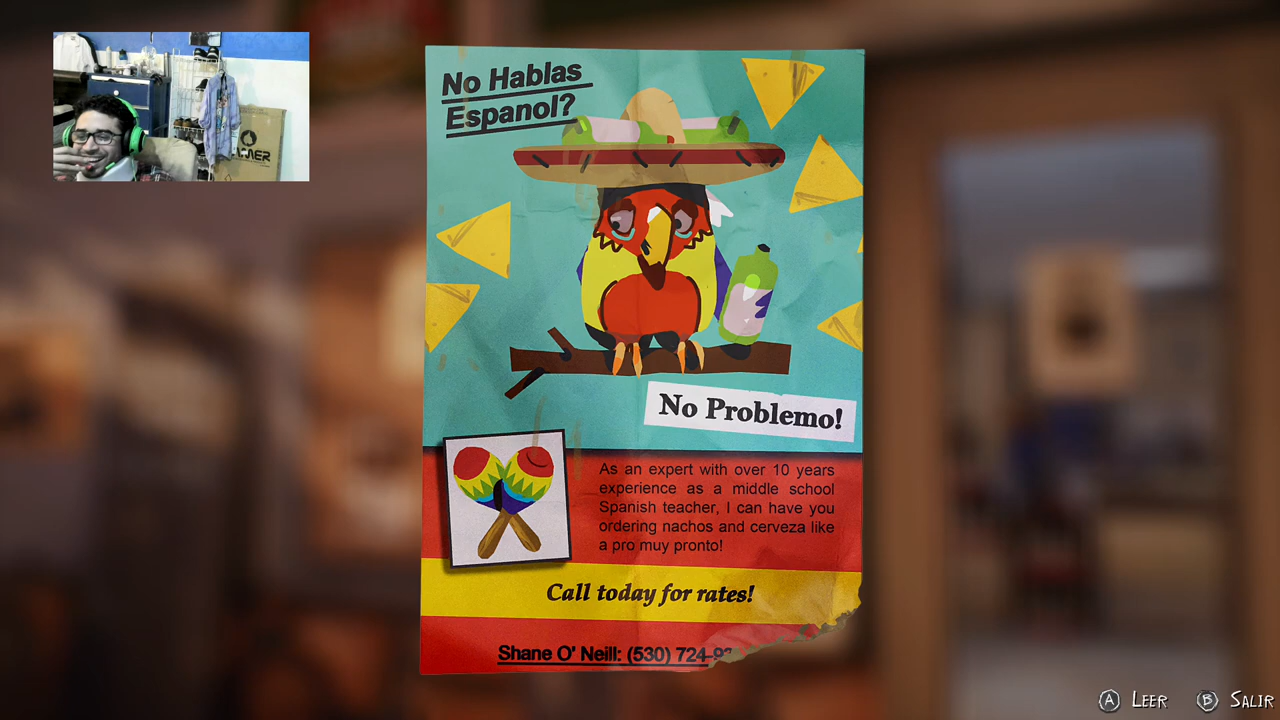 No Hablas
Espanol?
No Problemo!
As an expert with over 10 years
experience as a middle school
Spanish teacher, I can have you
ordering nachos and cerveza like
a pro muy pronto!
Call today for rates!
Shane O' Neill: (530) 724-9
A LEER B SALIR